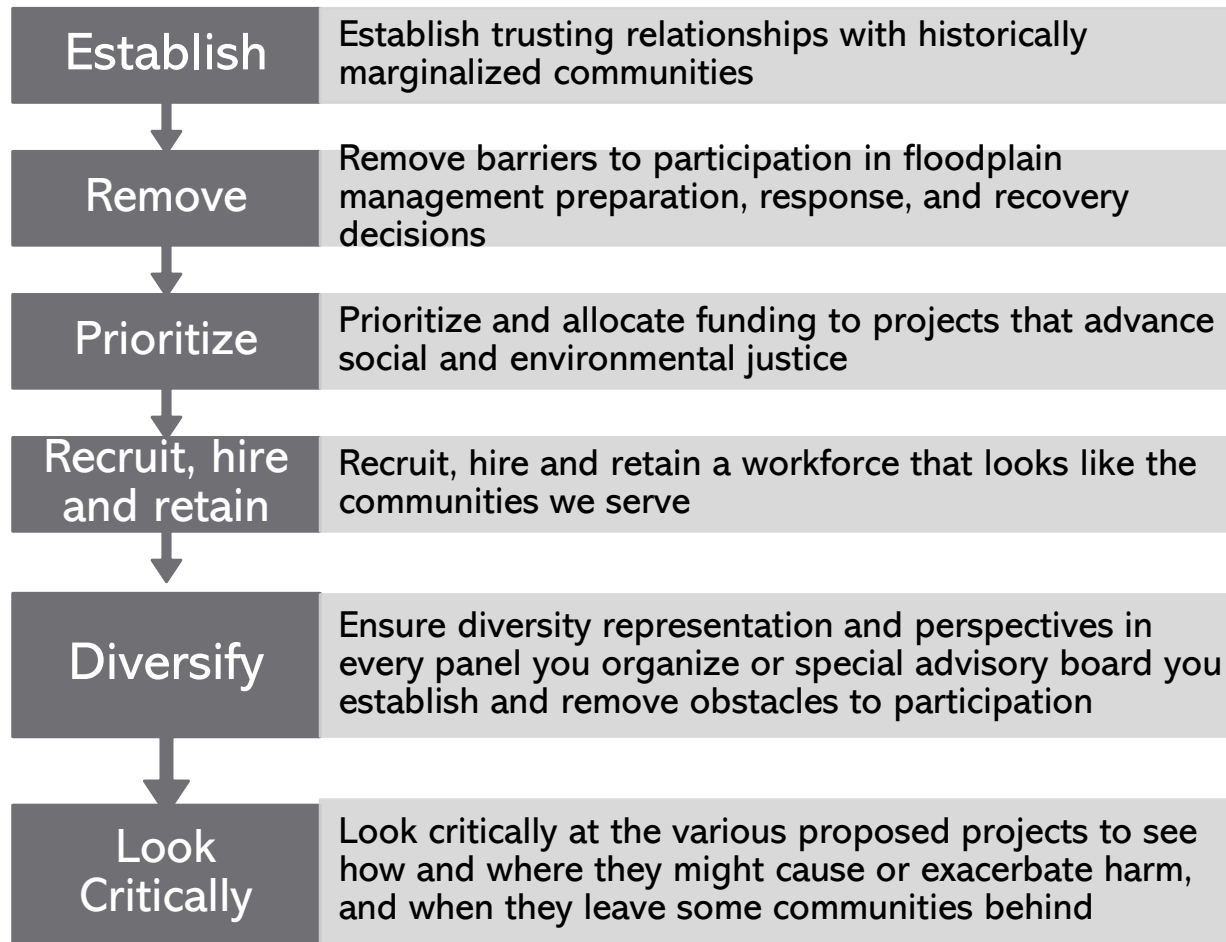 Establish
Establish trusting relationships with historically
marginalized communities
Remove
Remove barriers to participation in floodplain
management preparation, response, and recovery
decisions
Prioritize
Prioritize and allocate funding to projects that advance
social and environmental justice
Recruit, hire
and retain
Recruit, hire and retain a workforce that looks like the
communities we serve
Diversify
Ensure diversity representation and perspectives in
every panel you organize or special advisory board you
establish and remove obstacles to participation
Look
Critically
Look critically at the various proposed projects to see
how and where they might cause or exacerbate harm,
and when they leave some communities behind